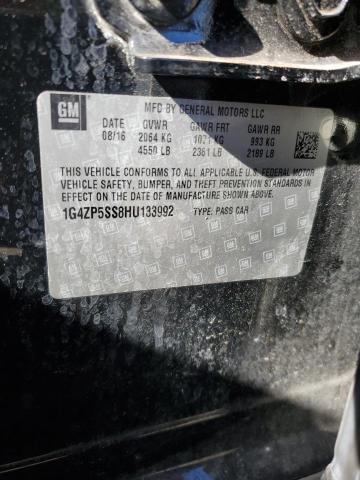 GM
MFD BY GENERAL MOTORS LLC
DATE GVWR GAWR FRT GAWR RR
08/16 2064 KG 1071 KG 993 KG
4550 LB 2361 LB 2189 LB
THIS VEHICLE CONFORMS TO ALL APPLICABLE U.S. FEDERAL MOTOR
VEHICLE SAFETY, BUMPER, AND THEFT PREVENTION STANDARDS
IN EFFECT ON THE DATE OF MANUFACTURE SHOWN ABOVE.
1G4ZP5SS8HU133992 TYPE: PASS CAR